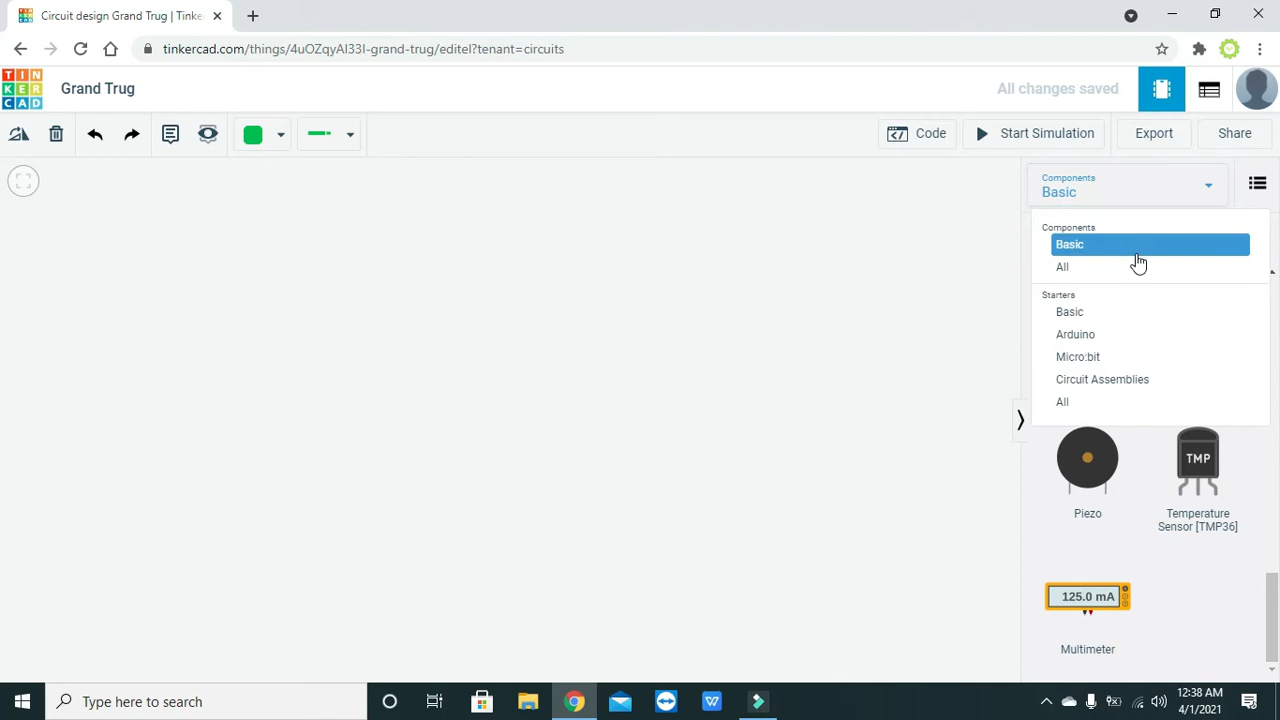 Circuit design Grand Trug | Tinke
tinkercad.com/things/4uOZqyAI33I-grand-trug/editel?tenant=circuits
TIN
KER
CAD
Grand Trug
All changes saved
Code
Start Simulation
Export
Share
Components
Basic
Components
Basic
All
Starters
Basic
Arduino
Micro:bit
Circuit Assemblies
All
TMP
Piezo
Temperature
Sensor [TMP36]
125.0 mA
Multimeter
Type here to search
12:38 AM
4/1/2021